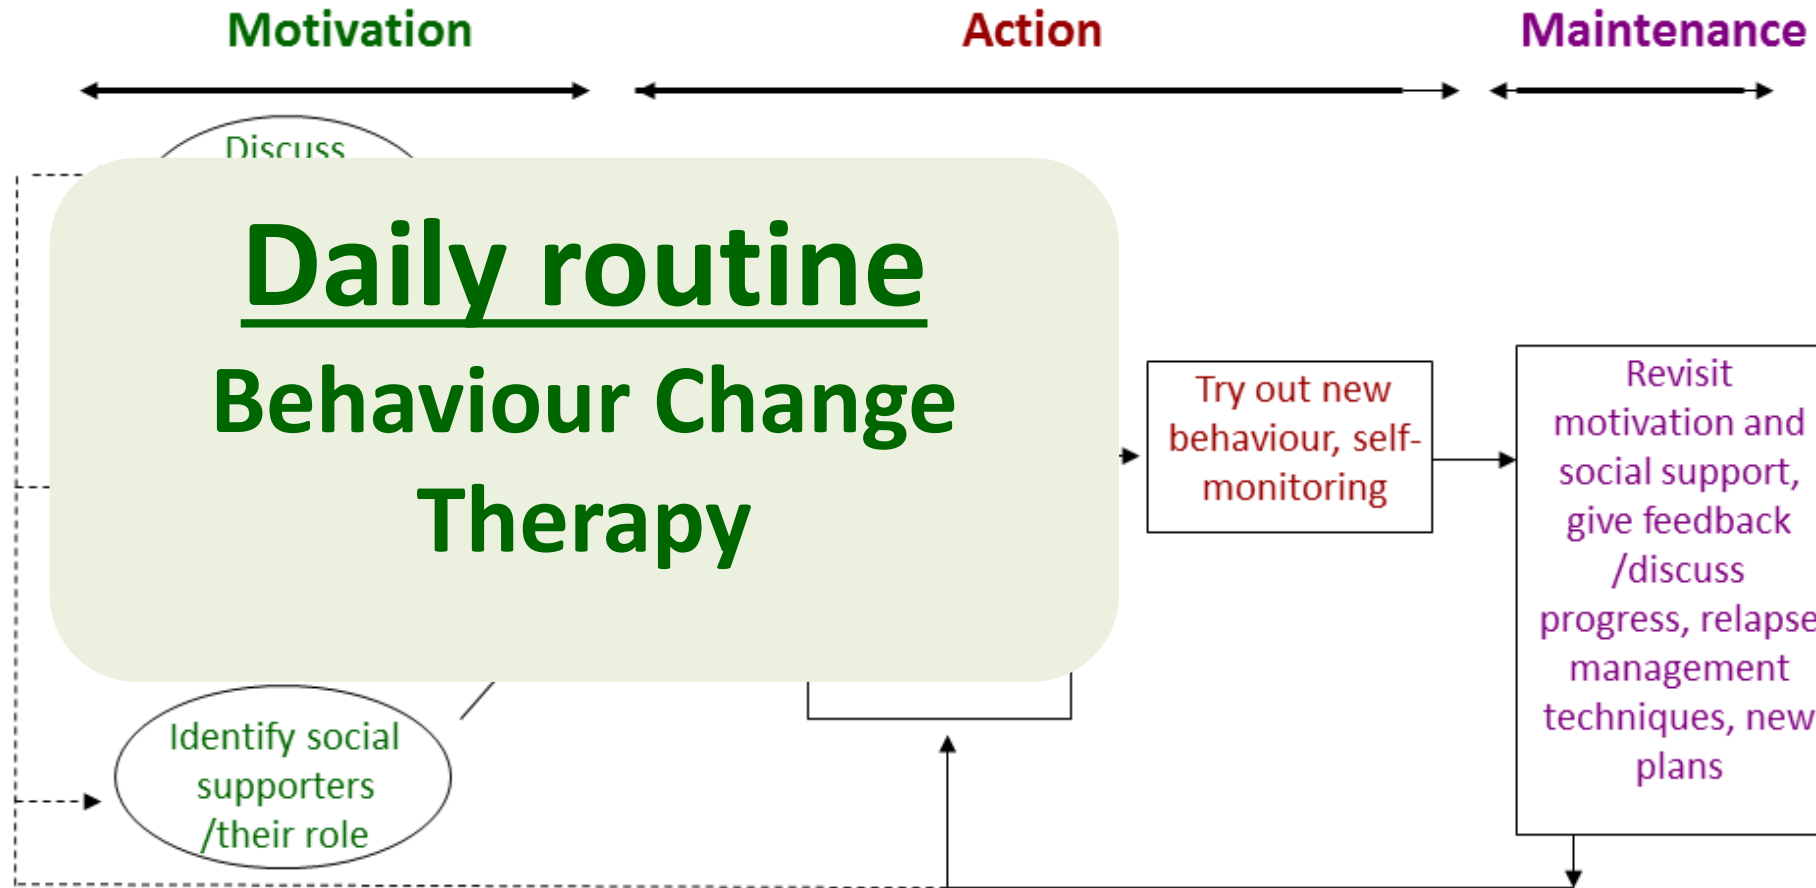 Motivation
Action
Maintenance
Discuss
Daily routine
Behaviour Change
Therapy
Try out new
behaviour, self-
monitoring
Revisit
motivation and
social support,
give feedback
/discuss
progress, relapse
management
techniques, new
plans
Identify social
supporters
/their role